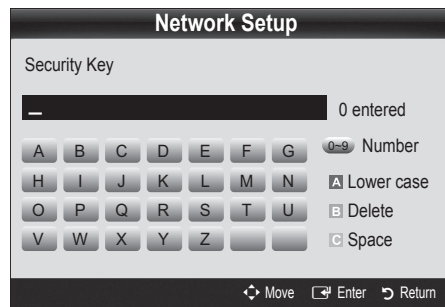 Network Setup
Security Key
_ 0 entered
A B C D E F G 0~9 Number
H I J K L M N A Lower case
O P Q R S T U B Delete
V W X Y Z C Space
Move Enter Return